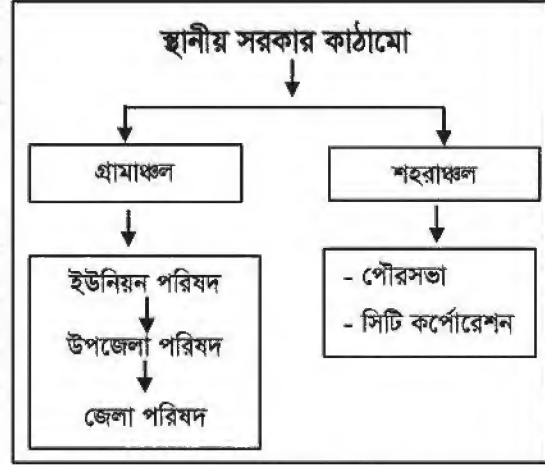 স্থানীয় সরকার কাঠামো
গ্রামাঞ্চল
শহরাঞ্চল
ইউনিয়ন পরিষদ
উপজেলা পরিষদ
জেলা পরিষদ
- পৌরসভা
- সিটি কর্পোরেশন